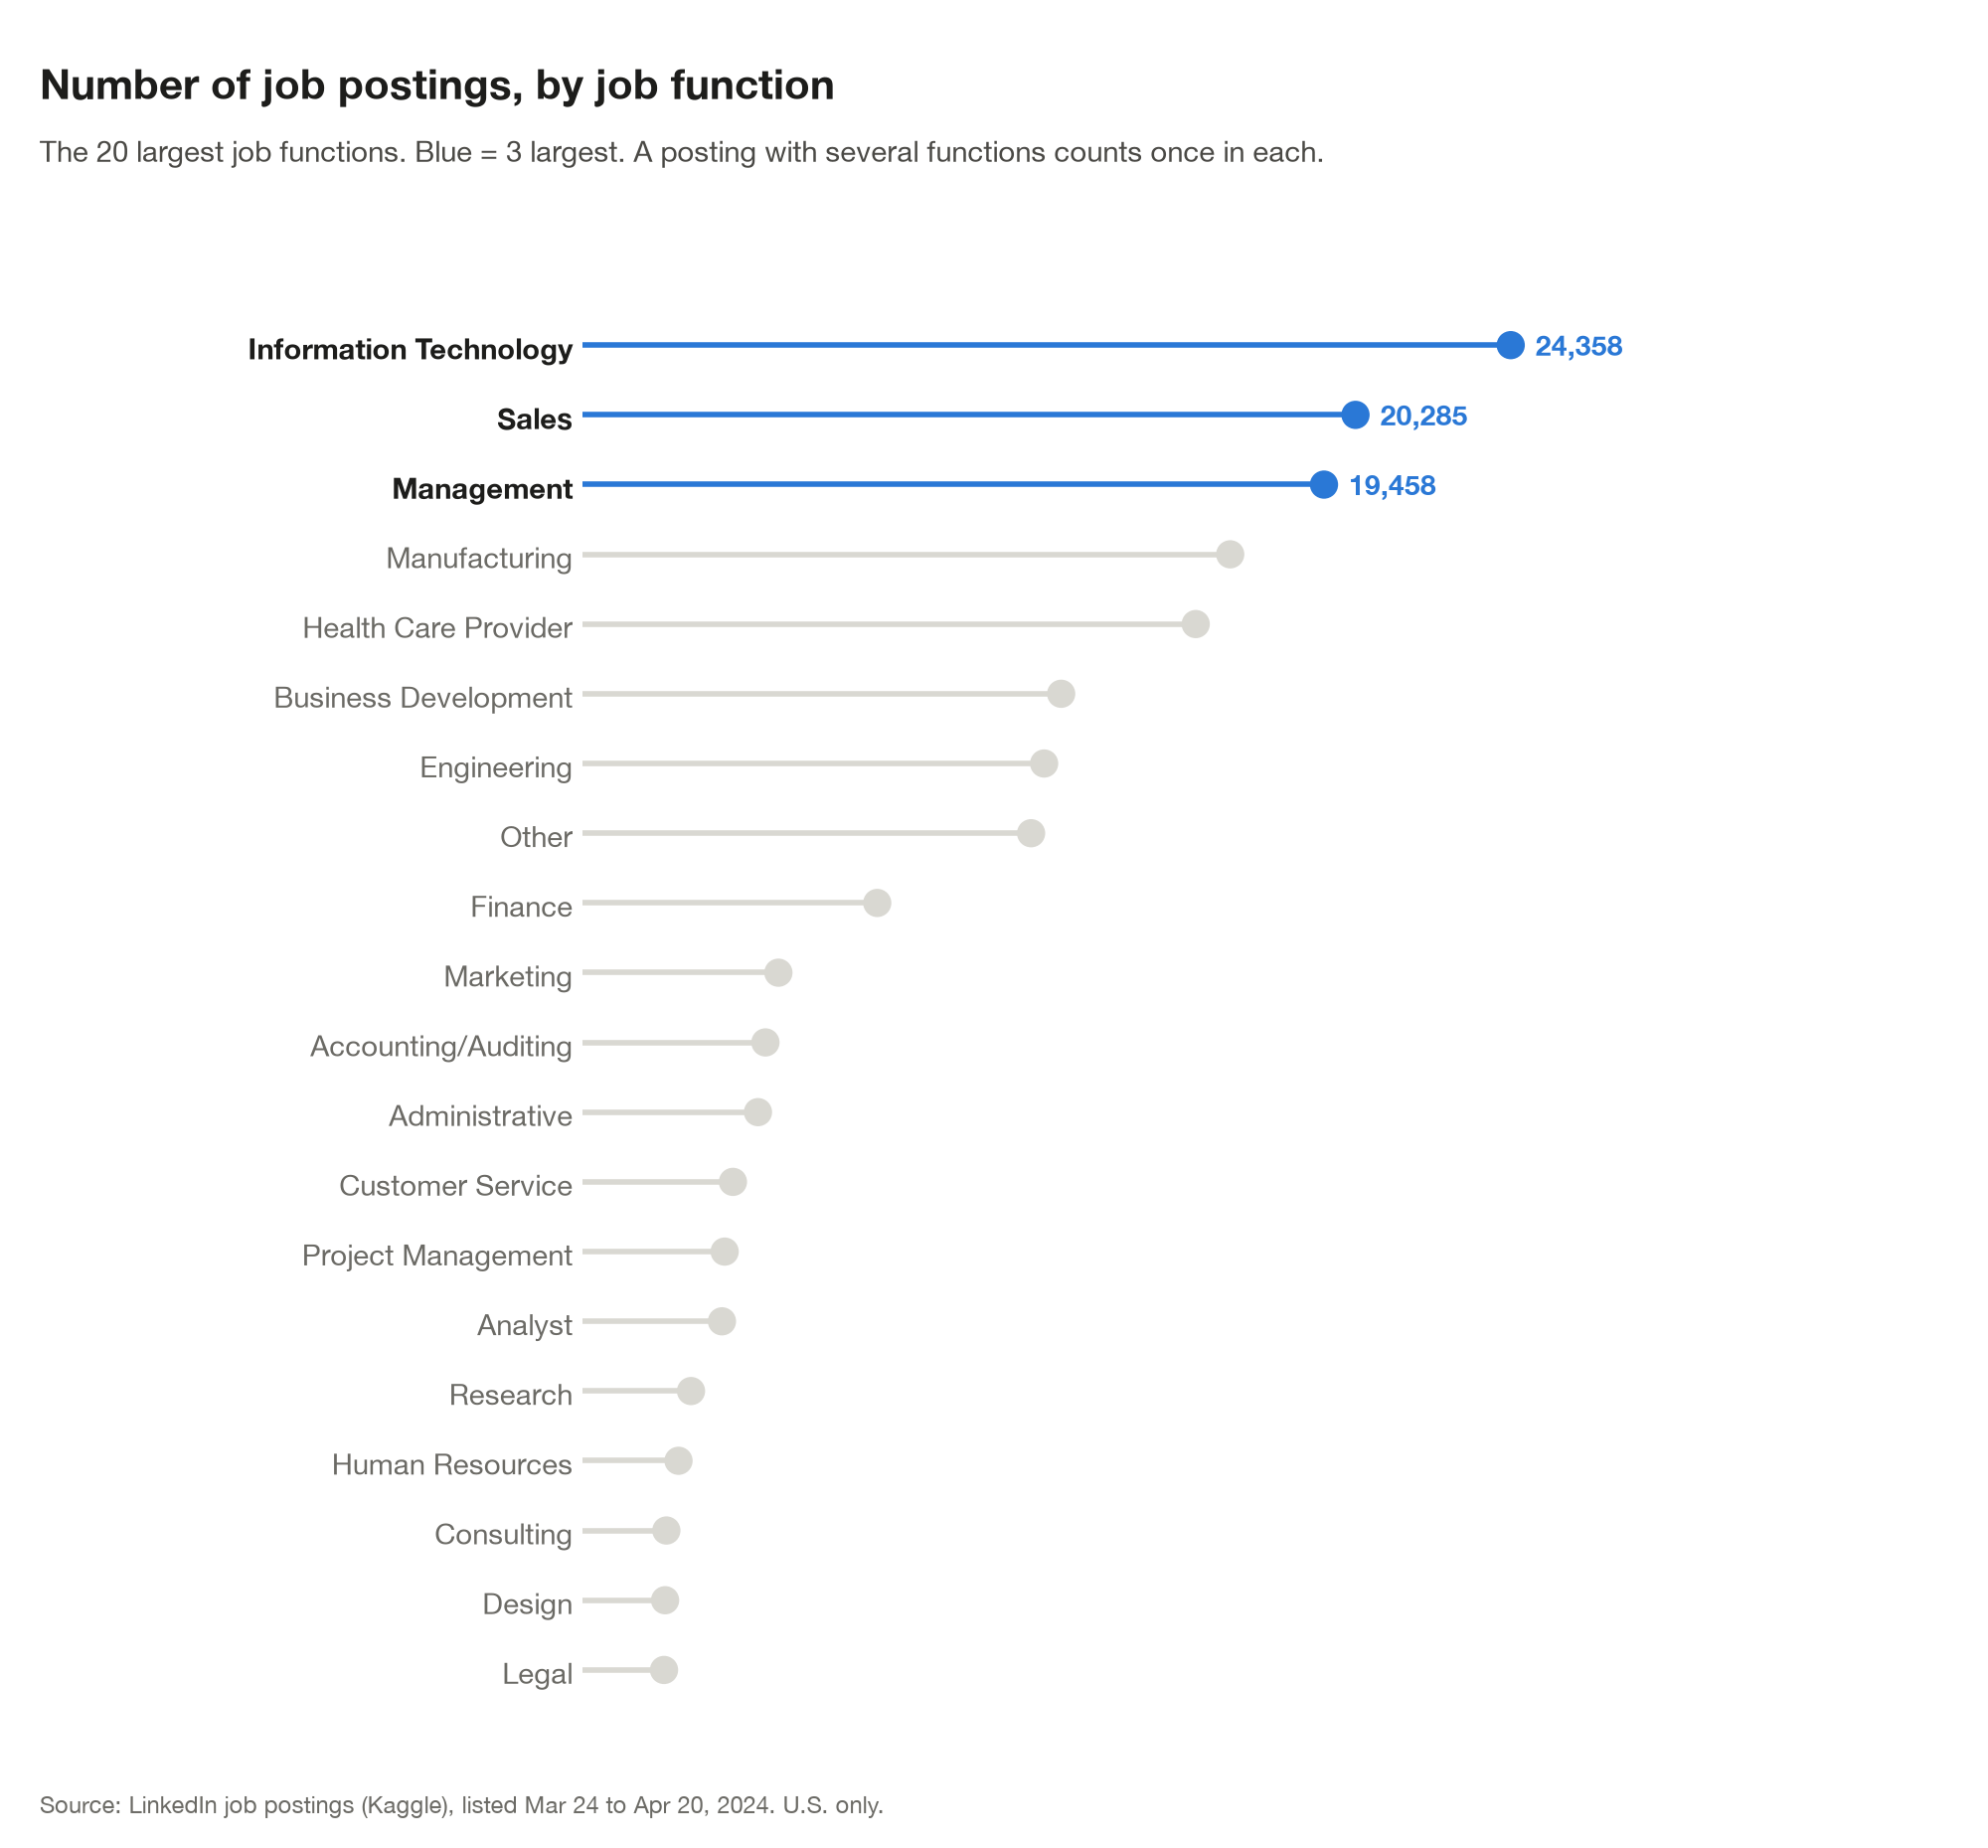 Number of job postings, by job function
The 20 largest job functions. Blue = 3 largest. A posting with several functions counts once in each.
Information Technology 24,358
Sales 20,285
Management 19,458
Manufacturing
Health Care Provider
Business Development
Engineering
Other
Finance
Marketing
Accounting/Auditing
Administrative
Customer Service
Project Management
Analyst
Research
Human Resources
Consulting
Design
Legal
Source: LinkedIn job postings (Kaggle), listed Mar 24 to Apr 20, 2024. U.S. only.